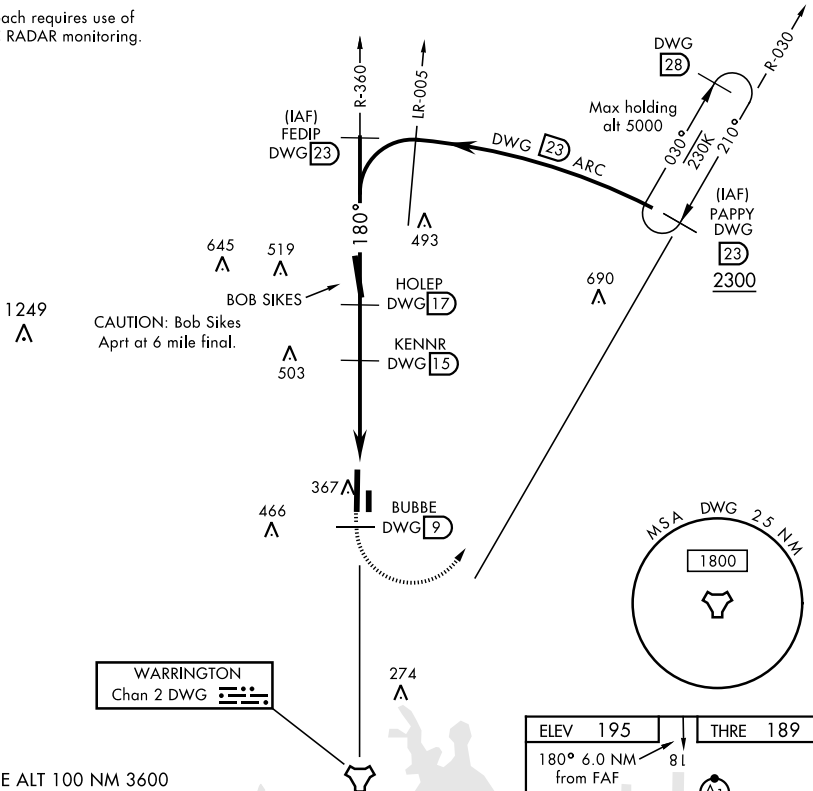 ach requires use of
RADAR monitoring.
R-360
LR-005
DWG
28
R-030
Max holding
alt 5000
030°
230K
210°
(IAF)
FEDIP
DWG 23
DWG 23 ARC
(IAF)
PAPPY
DWG
23
2300
180°
493
645
519
690
BOB SIKES
HOLEP
DWG 17
1249
CAUTION: Bob Sikes
Aprt at 6 mile final.
KENNR
DWG 15
503
367
466
BUBBE
DWG 9
MSA DWG 25 NM
1800
WARRINGTON
Chan 2 DWG
274
ELEV 195
THRE 189
180° 6.0 NM
from FAF
18
E ALT 100 NM 3600